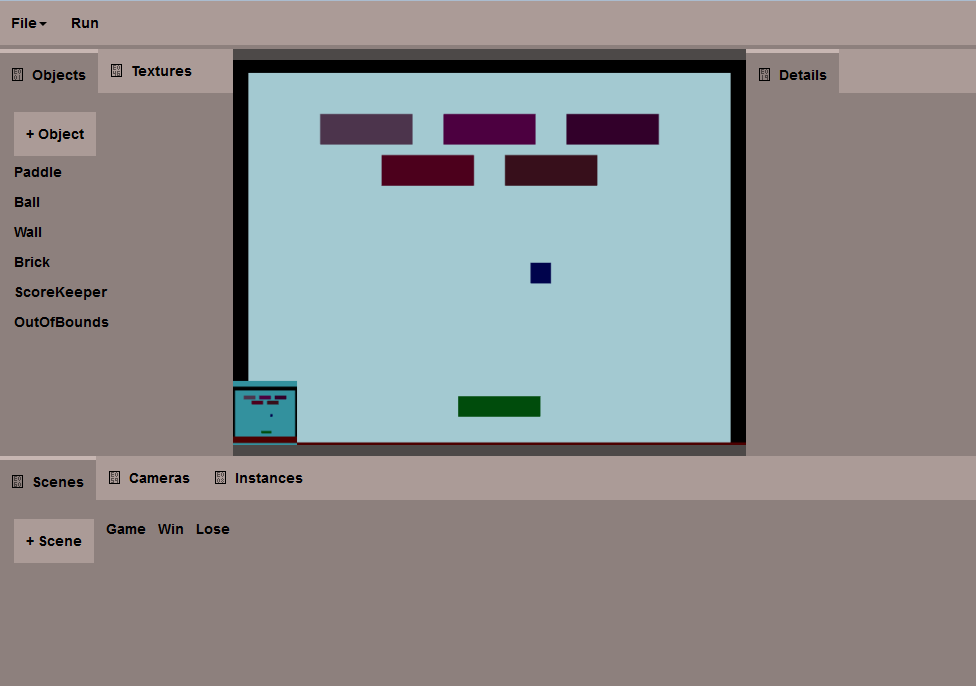 File Run
Objects Textures Details
+ Object
Paddle
Ball
Wall
Brick
ScoreKeeper
OutOfBounds
Scenes Cameras Instances
+ Scene Game Win Lose